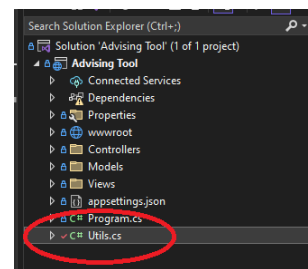 Search Solution Explorer (Ctrl+;)
Solution 'Advising Tool' (1 of 1 project)
Advising Tool
Connected Services
Dependencies
Properties
wwwroot
Controllers
Models
Views
appsettings.json
C# Program.cs
C# Utils.cs